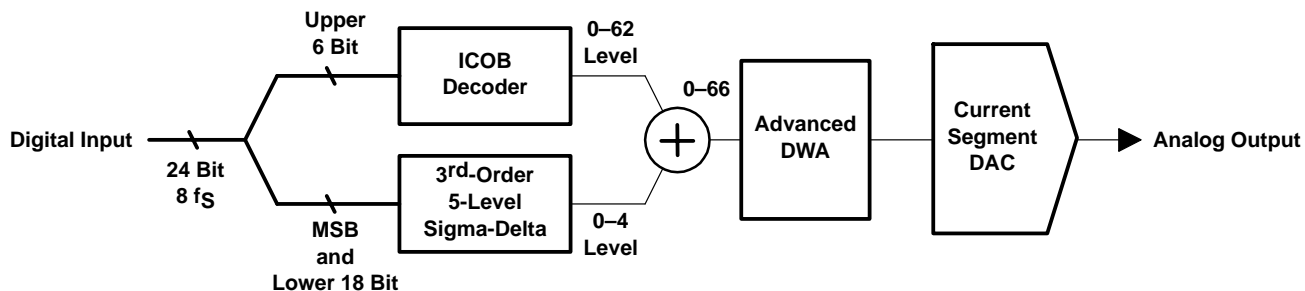 Digital Input
24 Bit
8 fS
Upper
6 Bit
ICOB
Decoder
0–62
Level
MSB
and
Lower 18 Bit
3rd-Order
5-Level
Sigma-Delta
0–4
Level
+
0–66
Advanced
DWA
Current
Segment
DAC
Analog Output